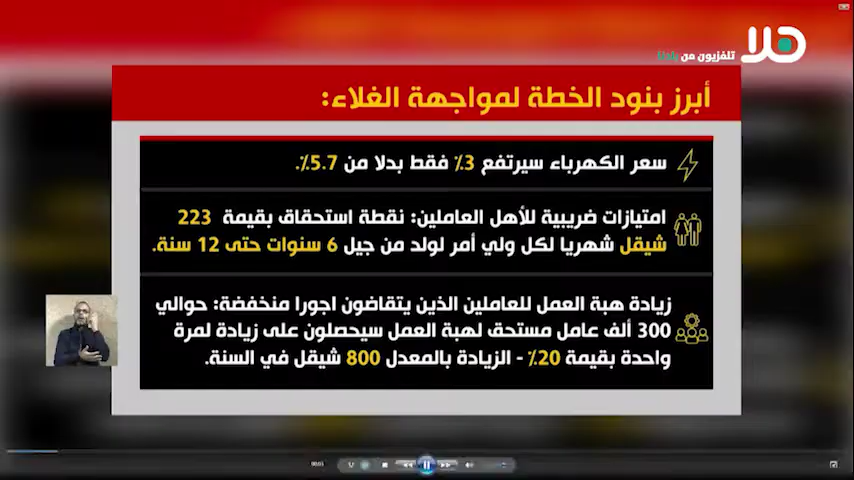 هلا
تلفزيون من بلدنا
أبرز بنود الخطة لمواجهة الغلاء:
سعر الكهرباء سيرتفع 3٪ فقط بدلا من 5.7٪.
امتيازات ضريبية للأهل العاملين: نقطة استحقاق بقيمة 223
شيقل شهريا لكل ولي أمر لولد من جيل 6 سنوات حتى 12 سنة.
زيادة هبة العمل للعاملين الذين يتقاضون اجورا منخفضة: حوالي
300 ألف عامل مستحق لهبة العمل سيحصلون على زيادة لمرة
واحدة بقيمة 20٪ - الزيادة بالمعدل 800 شيقل في السنة.